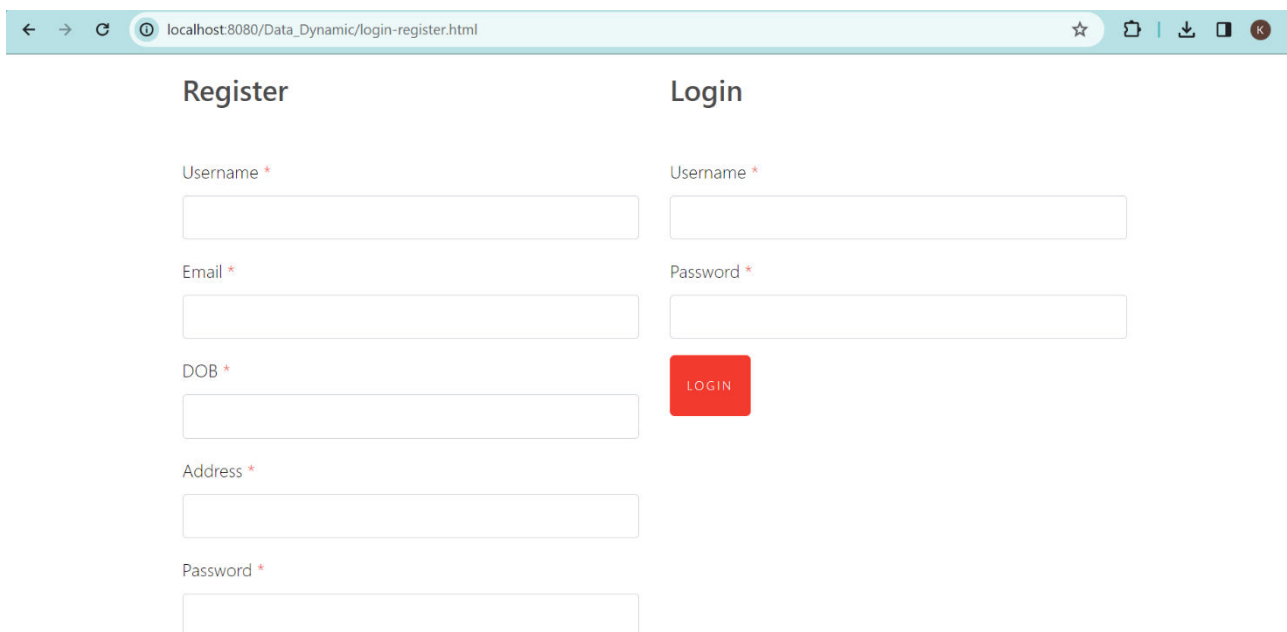 localhost:8080/Data_Dynamic/login-register.html
K
Register
Username *
Email *
DOB *
Address *
Password *
Login
Username *
Password *
LOGIN